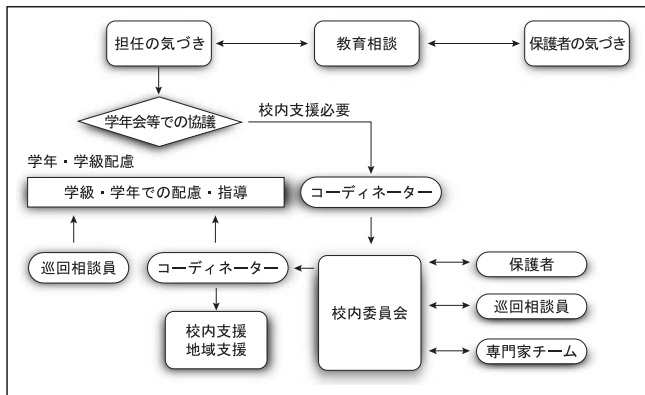 担任の気づき
教育相談
保護者の気づき
学年会等での協議
校内支援必要
学年・学級配慮
学級・学年での配慮・指導
コーディネーター
巡回相談員
コーディネーター
校内委員会
保護者
巡回相談員
専門家チーム
校内支援
地域支援